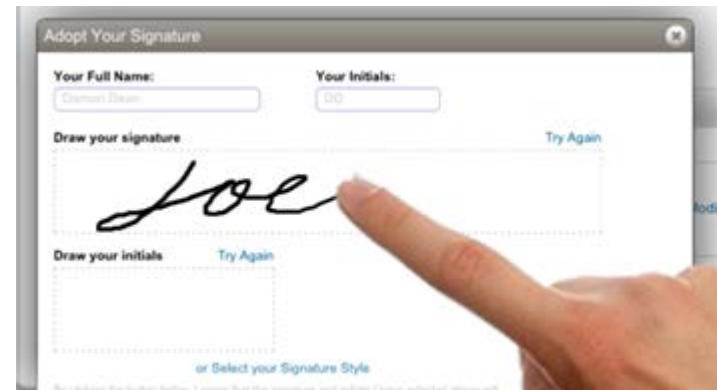 Adopt Your Signature
Your Full Name: Your Initials:
Damon Dean DD
Draw your signature Try Again
Joe
Draw your initials Try Again
or Select your Signature Style